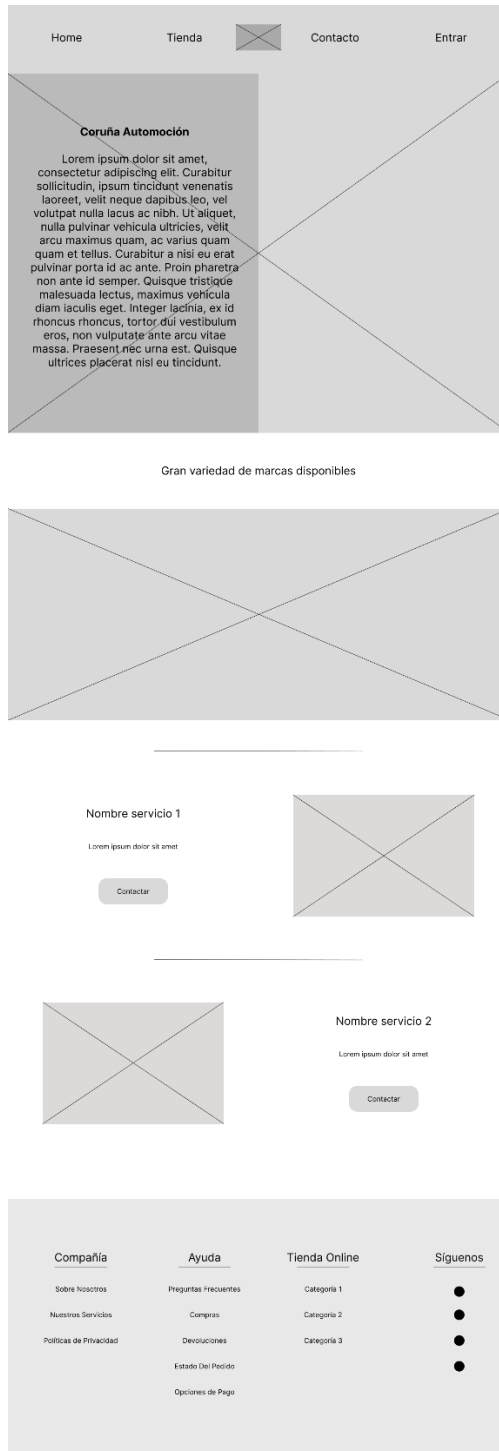 Home
Tienda
Contacto
Entrar
Coruña Automoción
Lorem ipsum dolor sit amet,
consectetur adipiscing elit. Curabitur
sollicitudin, ipsum tincidunt venenatis
laoreet, velit neque dapibus leo, vel
volutpat nulla lacus ac nibh. Ut aliquet,
nulla pulvinar vehicula ultricies, velit
arcu maximus quam, ac varius quam
quam et tellus. Curabitur a nisi eu erat
pulvinar porta id ac ante. Proin pharetra
non ante id semper. Quisque tristique
malesuada lectus, maximus vehicula
diam iaculis eget. Integer lacinia, ex id
rhoncus rhoncus, tortor dui vestibulum
eros, non vulputate ante arcu vitae
massa. Praesent nec urna est. Quisque
ultrices placerat nisl eu tincidunt.
Gran variedad de marcas disponibles
Nombre servicio 1
Lorem ipsum dolor sit amet
Contactar
Nombre servicio 2
Lorem ipsum dolor sit amet
Contactar
Compañía
Sobre Nosotros
Nuestros Servicios
Políticas de Privacidad
Ayuda
Preguntas Frecuentes
Compras
Devoluciones
Estado Del Pedido
Opciones de Pago
Tienda Online
Categoría 1
Categoría 2
Categoría 3
Síguenos